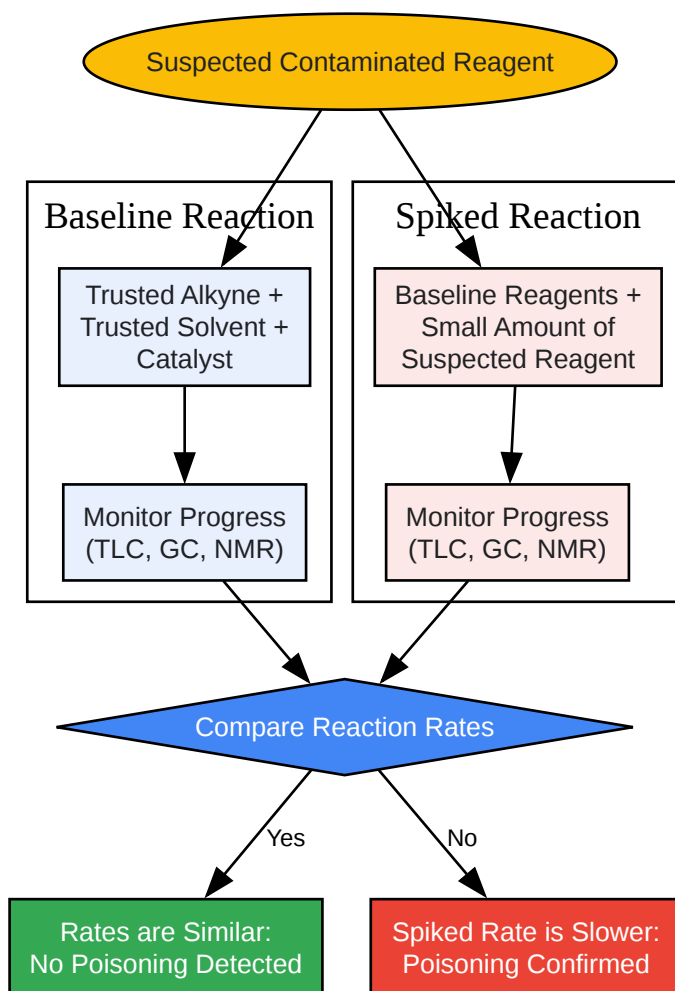 Suspected Contaminated Reagent
Baseline Reaction
Trusted Alkyne +
Trusted Solvent +
Catalyst
Monitor Progress
(TLC, GC, NMR)
Spiked Reaction
Baseline Reagents +
Small Amount of
Suspected Reagent
Monitor Progress
(TLC, GC, NMR)
Compare Reaction Rates
Yes
No
Rates are Similar:
No Poisoning Detected
Spiked Rate is Slower:
Poisoning Confirmed